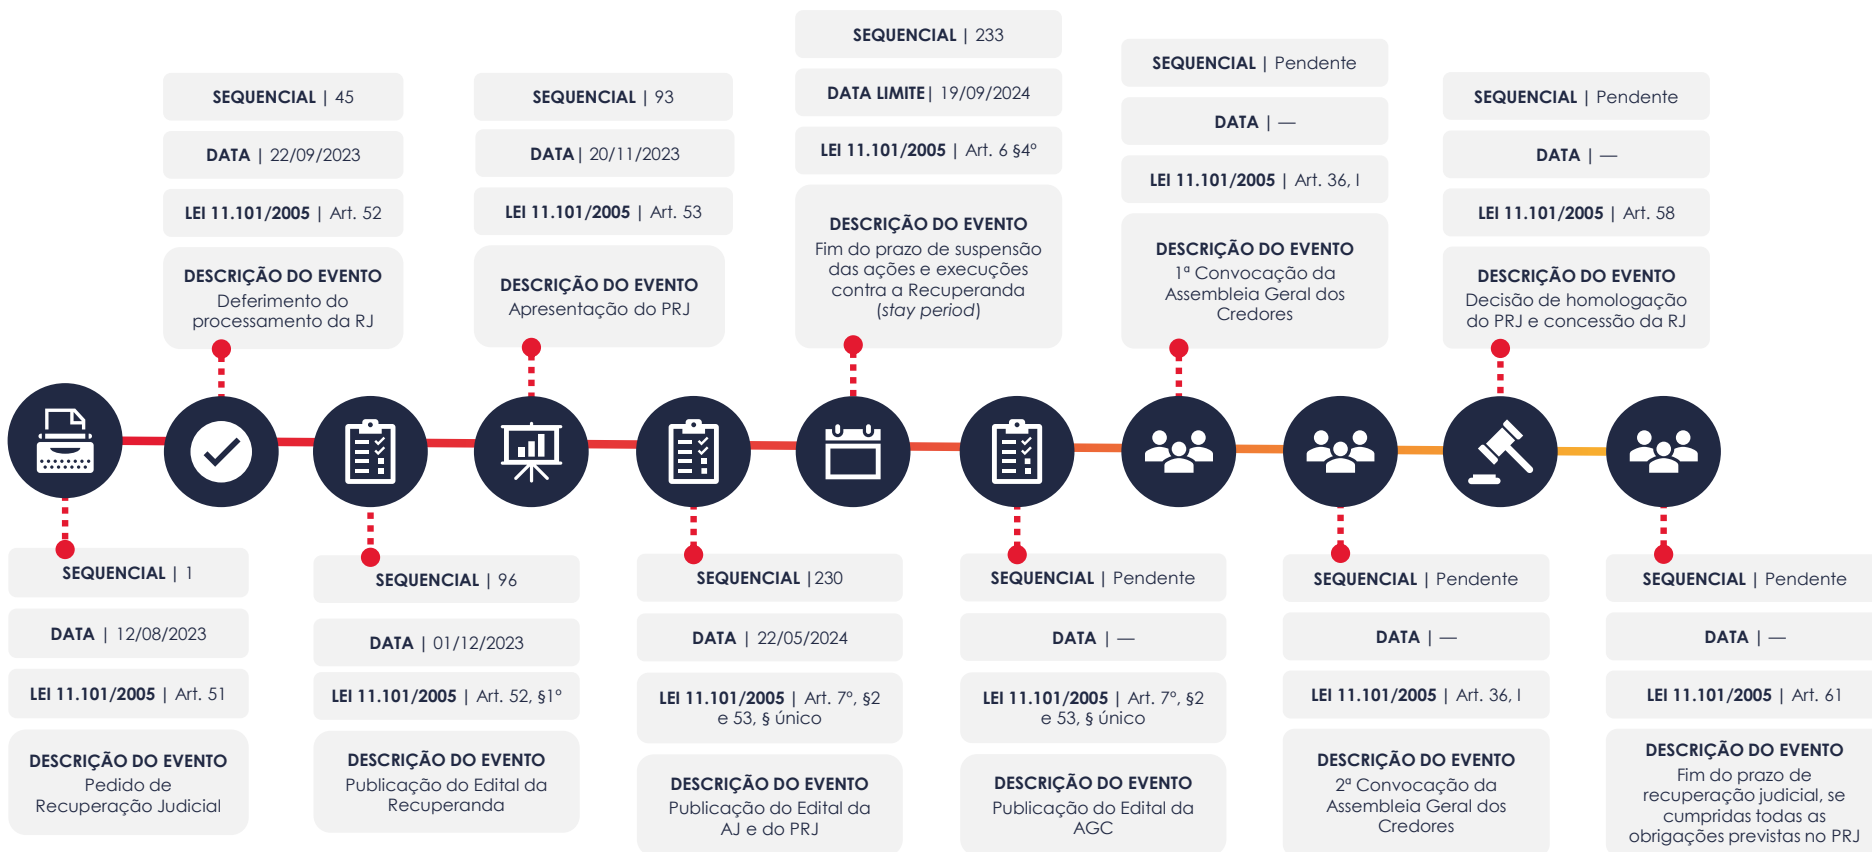 SEQUENCIAL | 1
DATA | 12/08/2023
LEI 11.101/2005 | Art. 51
DESCRIÇÃO DO EVENTO
Pedido de
Recuperação Judicial
SEQUENCIAL | 45
DATA | 22/09/2023
LEI 11.101/2005 | Art. 52
DESCRIÇÃO DO EVENTO
Deferimento do
processamento da RJ
SEQUENCIAL | 96
DATA | 01/12/2023
LEI 11.101/2005 | Art. 52, §1º
DESCRIÇÃO DO EVENTO
Publicação do Edital da
Recuperanda
SEQUENCIAL | 93
DATA| 20/11/2023
LEI 11.101/2005 | Art. 53
DESCRIÇÃO DO EVENTO
Apresentação do PRJ
SEQUENCIAL |230
DATA | 22/05/2024
LEI 11.101/2005 | Art. 7º, §2
e 53, § único
DESCRIÇÃO DO EVENTO
Publicação do Edital da
AJ e do PRJ
SEQUENCIAL | 233
DATA LIMITE| 19/09/2024
LEI 11.101/2005 | Art. 6 §4º
DESCRIÇÃO DO EVENTO
Fim do prazo de suspensão
das ações e execuções
contra a Recuperanda
(stay period)
SEQUENCIAL | Pendente
DATA | —
LEI 11.101/2005 | Art. 7º, §2
e 53, § único
DESCRIÇÃO DO EVENTO
Publicação do Edital da
AGC
SEQUENCIAL | Pendente
DATA | —
LEI 11.101/2005 | Art. 36, I
DESCRIÇÃO DO EVENTO
1ª Convocação da
Assembleia Geral dos
Credores
SEQUENCIAL | Pendente
DATA | —
LEI 11.101/2005 | Art. 36, I
DESCRIÇÃO DO EVENTO
2ª Convocação da
Assembleia Geral dos
Credores
SEQUENCIAL | Pendente
DATA | —
LEI 11.101/2005 | Art. 58
DESCRIÇÃO DO EVENTO
Decisão de homologação
do PRJ e concessão da RJ
SEQUENCIAL | Pendente
DATA | —
LEI 11.101/2005 | Art. 61
DESCRIÇÃO DO EVENTO
Fim do prazo de
recuperação judicial, se
cumpridas todas as
obrigações previstas no PRJ